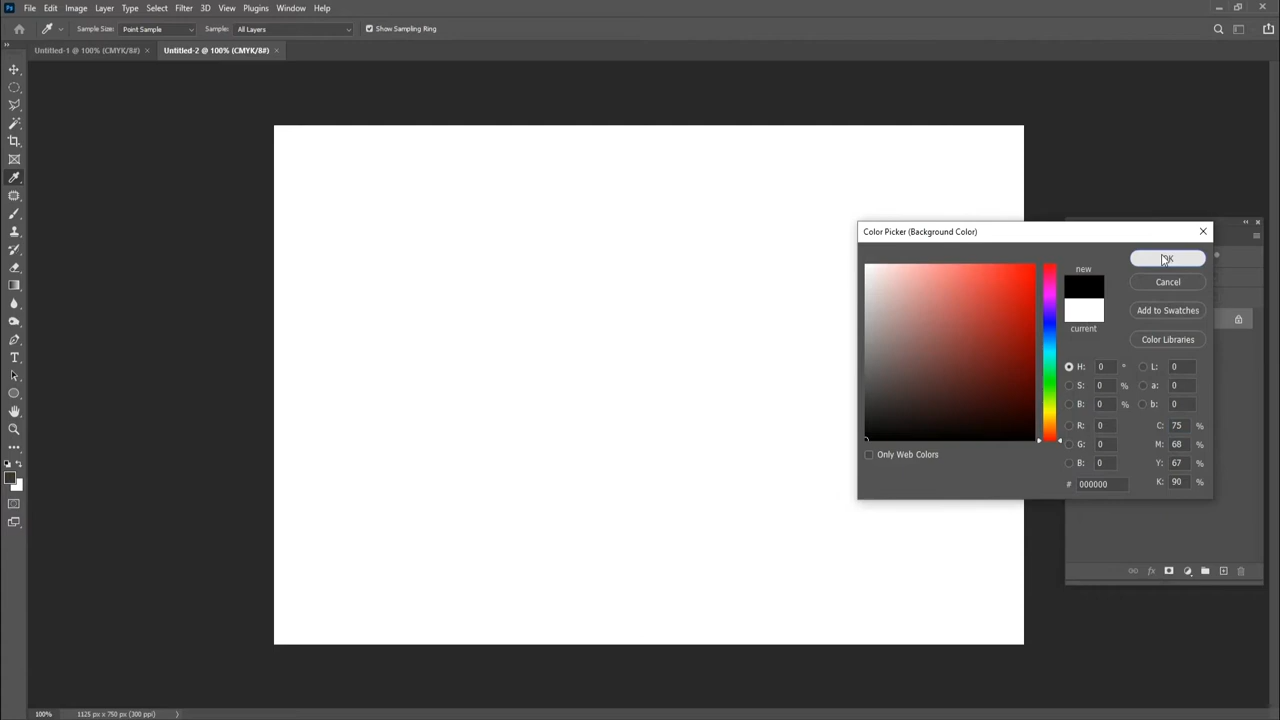 Ps File Edit Image Layer Type Select Filter 3D View Plugins Window Help
Sample Size: Point Sample Sample: All Layers Show Sampling Ring
Untitled-1 @ 100% (CMYK/8#) × Untitled-2 @ 100% (CMYK/8#) ×
Color Picker (Background Color)
OK
new
Cancel
Add to Swatches
current
Color Libraries
H: 0 ° L: 0
S: 0 % a: 0
B: 0 % b: 0
R: 0 C: 75 %
G: 0 M: 68 %
Only Web Colors
B: 0 Y: 67 %
# 000000 K: 90 %
fx
100% 1125 px x 750 px (300 ppi)